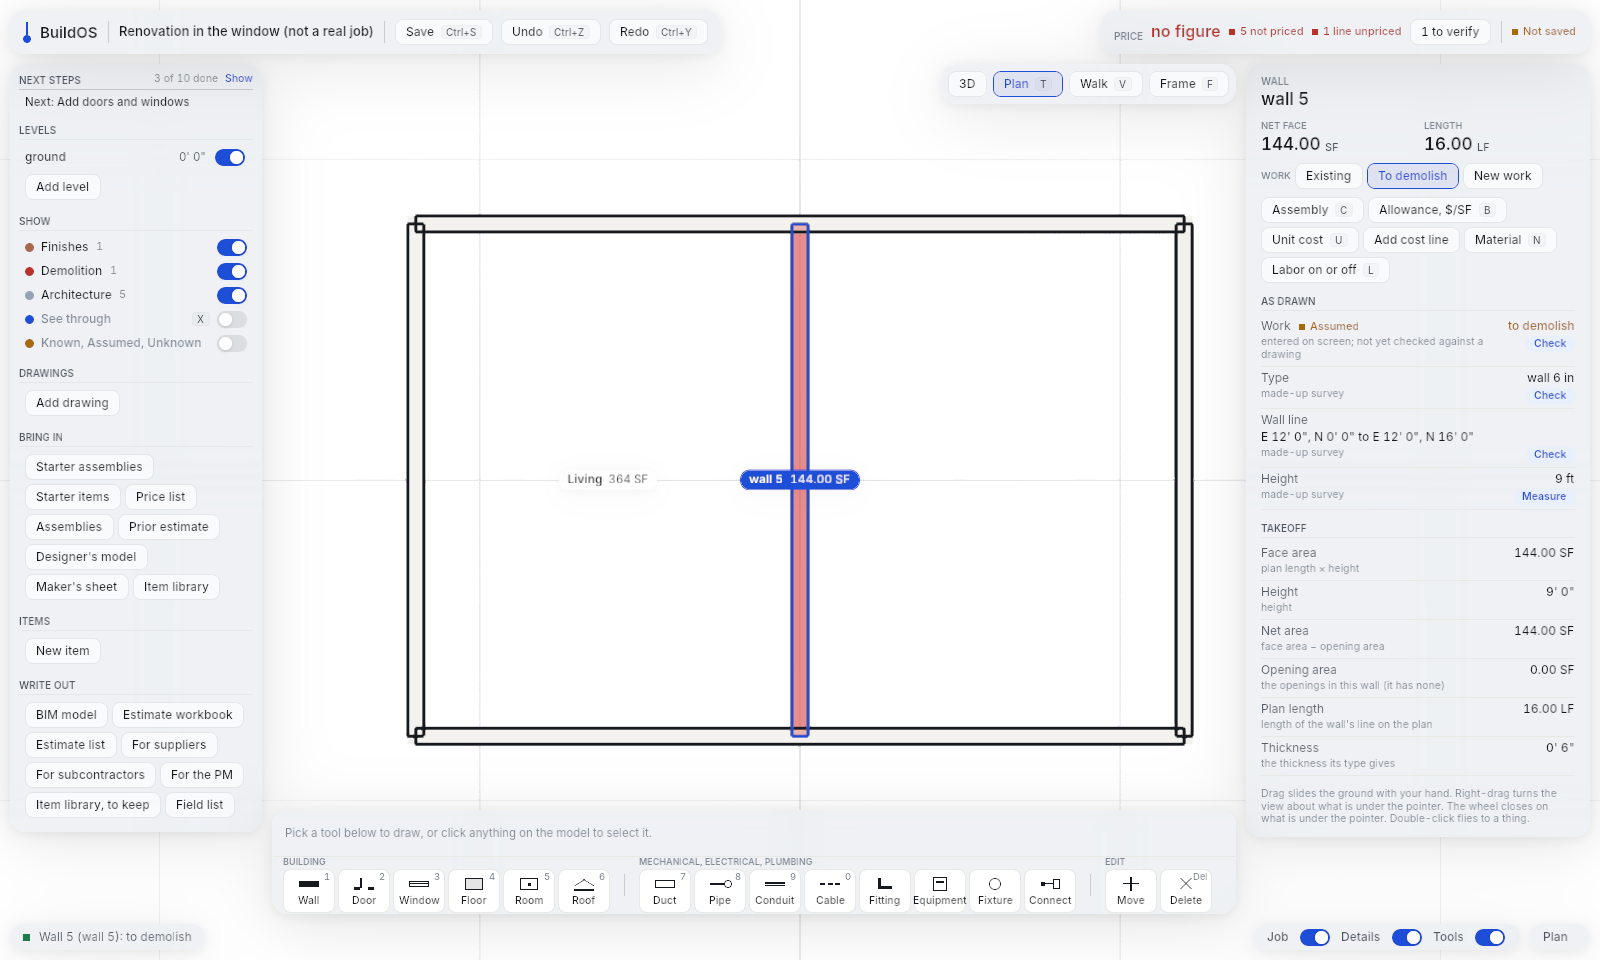 BuildOS
Renovation in the window (not a real job)
Save Ctrl+S
Undo Ctrl+Z
Redo Ctrl+Y
PRICE no figure
5 not priced
1 line unpriced
1 to verify
Not saved
NEXT STEPS 3 of 10 done Show
Next: Add doors and windows
LEVELS
ground 0' 0"
Add level
SHOW
Finishes 1
Demolition 1
Architecture 5
See through X
Known, Assumed, Unknown
DRAWINGS
Add drawing
BRING IN
Starter assemblies
Starter items Price list
Assemblies Prior estimate
Designer's model
Maker's sheet Item library
ITEMS
New item
WRITE OUT
BIM model Estimate workbook
Estimate list For suppliers
For subcontractors For the PM
Item library, to keep Field list
Wall 5 (wall 5): to demolish
3D
Plan T
Walk V
Frame F
Living 364 SF
wall 5 144.00 SF
Pick a tool below to draw, or click anything on the model to select it.
BUILDING
1 Wall
2 Door
3 Window
4 Floor
5 Room
6 Roof
MECHANICAL, ELECTRICAL, PLUMBING
7 Duct
8 Pipe
9 Conduit
0 Cable
Fitting
Equipment
Fixture
Connect
EDIT
Move
Del Delete
WALL
wall 5
NET FACE LENGTH
144.00 SF 16.00 LF
WORK Existing To demolish New work
Assembly C Allowance, $/SF B
Unit cost U Add cost line Material N
Labor on or off L
AS DRAWN
Work Assumed to demolish
entered on screen; not yet checked against a Check
drawing
Type wall 6 in
made-up survey Check
Wall line
E 12' 0", N 0' 0" to E 12' 0", N 16' 0"
made-up survey Check
Height 9 ft
made-up survey Measure
TAKEOFF
Face area 144.00 SF
plan length × height
Height 9' 0"
height
Net area 144.00 SF
face area − opening area
Opening area 0.00 SF
the openings in this wall (it has none)
Plan length 16.00 LF
length of the wall's line on the plan
Thickness 0' 6"
the thickness its type gives
Drag slides the ground with your hand. Right-drag turns the
view about what is under the pointer. The wheel closes on
what is under the pointer. Double-click flies to a thing.
Job Details Tools Plan